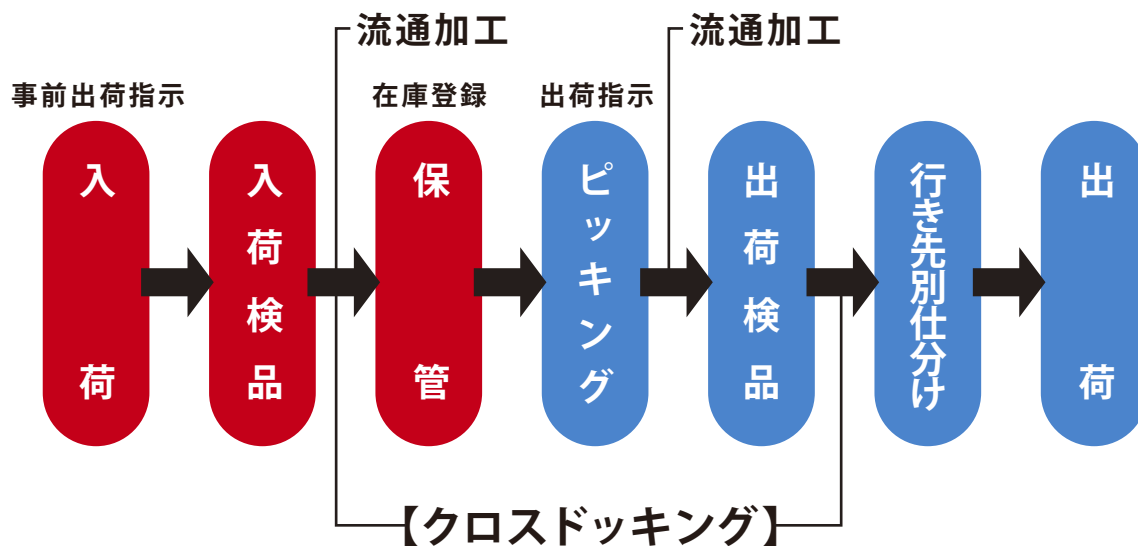 流通加工
流通加工
事前出荷指示
在庫登録
出荷指示
入荷
入荷検品
保管
ピッキング
出荷検品
行き先別仕分け
出荷
【クロスドッキング】